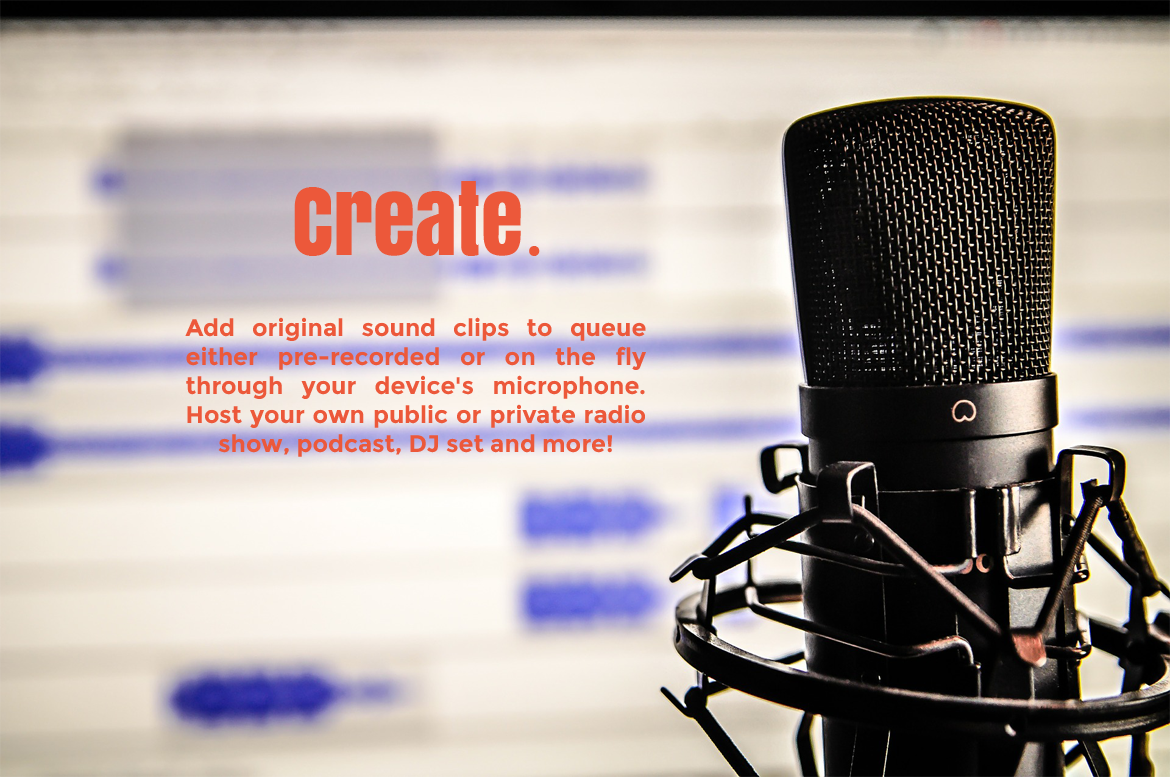 create.
Add original sound clips to queue
either pre-recorded or on the fly
through your device's microphone.
Host your own public or private radio
show, podcast, DJ set and more!